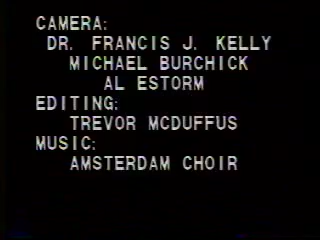 CAMERA:
DR. FRANCIS J. KELLY
MICHAEL BURCHICK
AL ESTORM
EDITING:
TREVOR MCDUFFUS
MUSIC:
AMSTERDAM CHOIR